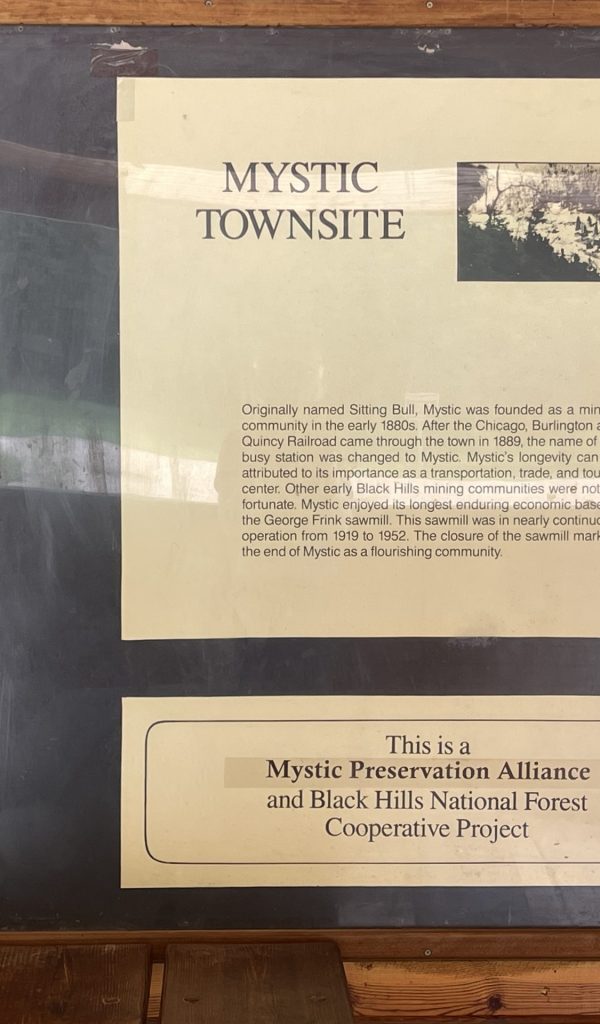 MYSTIC
TOWNSITE
Originally named Sitting Bull, Mystic was founded as a min
community in the early 1880s. After the Chicago, Burlington a
Quincy Railroad came through the town in 1889, the name of
busy station was changed to Mystic. Mystic's longevity can
attributed to its importance as a transportation, trade, and tou
center. Other early Black Hills mining communities were not
fortunate. Mystic enjoyed its longest enduring economic base
the George Frink sawmill. This sawmill was in nearly continuo
operation from 1919 to 1952. The closure of the sawmill mark
the end of Mystic as a flourishing community.
This is a
Mystic Preservation Alliance
and Black Hills National Forest
Cooperative Project